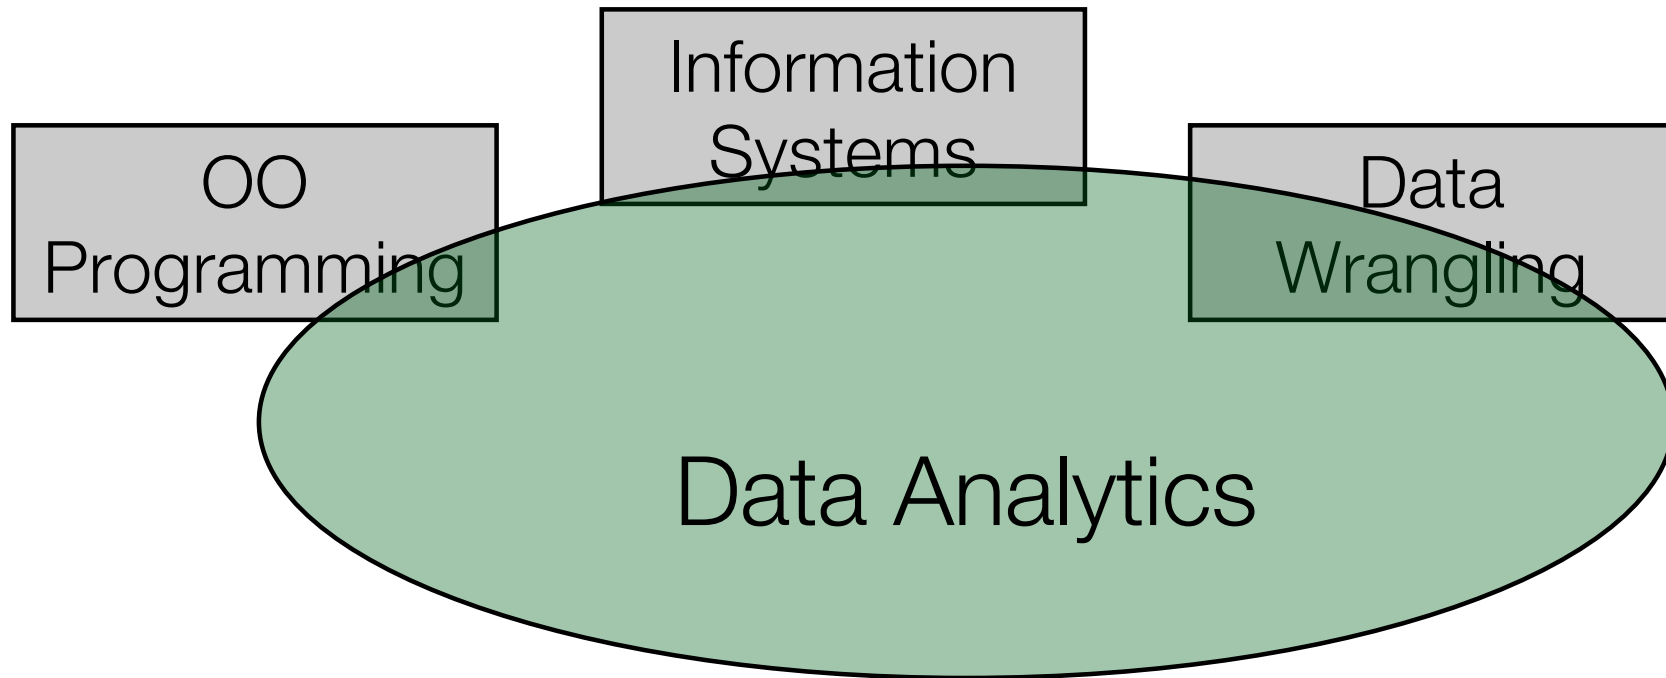 Information
Systems
OO
Programming
Data
Wrangling
Data Analytics